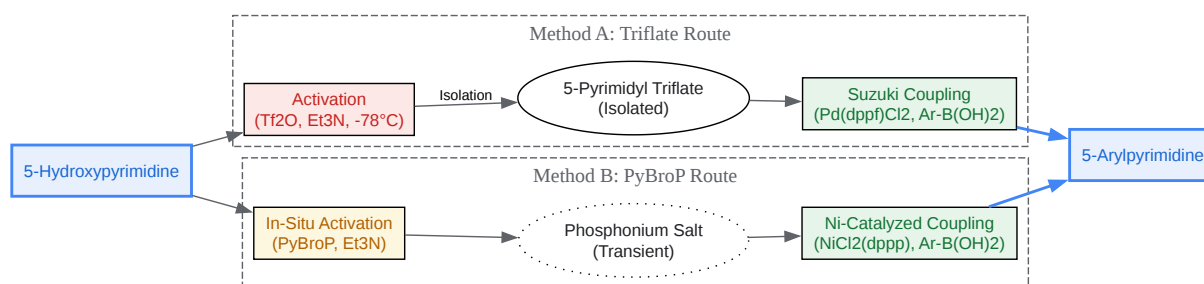 Method A: Triflate Route
Activation
(Tf2O, Et3N, -78°C)
Isolation
5-Pyrimidyl Triflate
(Isolated)
Suzuki Coupling
(Pd(dppf)Cl2, Ar-B(OH)2)
5-Hydroxypyrimidine
5-Arylpyrimidine
Method B: PyBroP Route
In-Situ Activation
(PyBroP, Et3N)
Phosphonium Salt
(Transient)
Ni-Catalyzed Coupling
(NiCl2(dppp), Ar-B(OH)2)